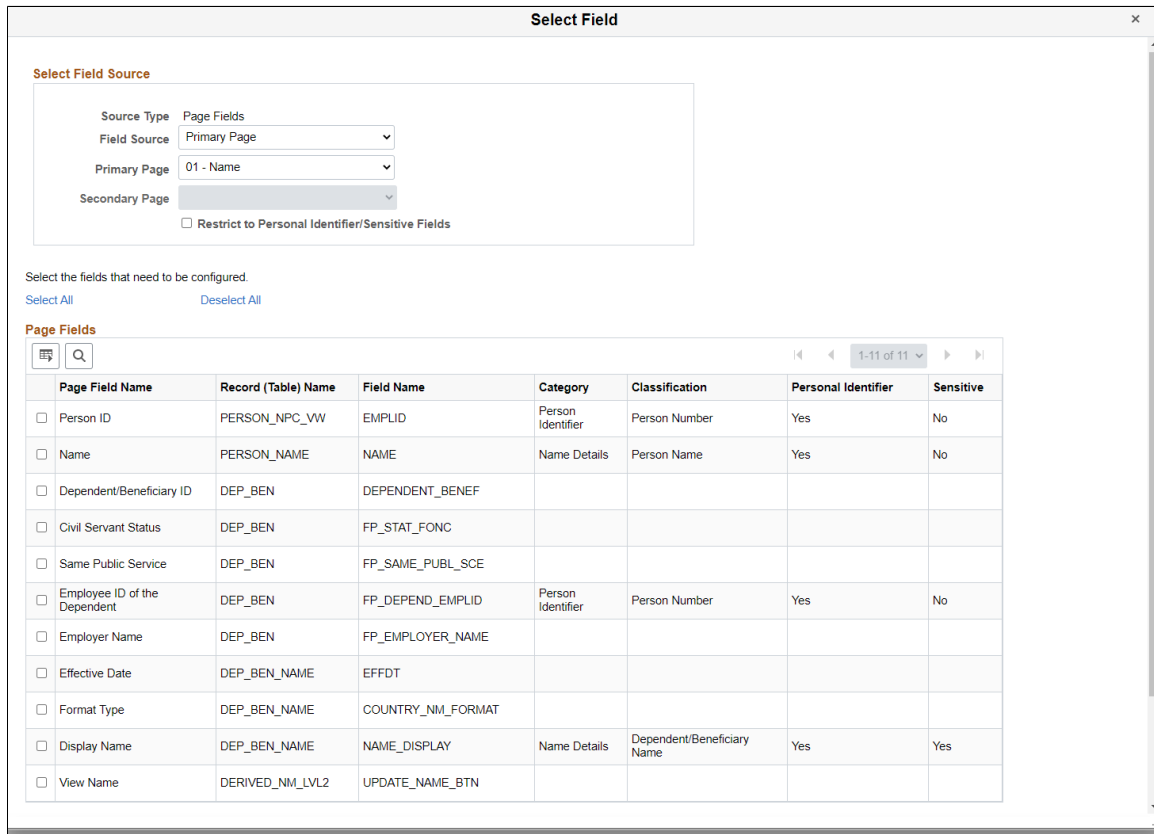 Select Field
×
Select Field Source
Source Type Page Fields
Field Source Primary Page
Primary Page 01 - Name
Secondary Page
Restrict to Personal Identifier/Sensitive Fields
Select the fields that need to be configured.
Select All Deselect All
Page Fields
1-11 of 11
Page Field Name Record (Table) Name Field Name Category Classification Personal Identifier Sensitive
Person ID PERSON_NPC_VW EMPLID Person Identifier Person Number Yes No
Name PERSON_NAME NAME Name Details Person Name Yes No
Dependent/Beneficiary ID DEP_BEN DEPENDENT_BENEF
Civil Servant Status DEP_BEN FP_STAT_FONC
Same Public Service DEP_BEN FP_SAME_PUBL_SCE
Employee ID of the Dependent DEP_BEN FP_DEPEND_EMPLID Person Identifier Person Number Yes No
Employer Name DEP_BEN FP_EMPLOYER_NAME
Effective Date DEP_BEN_NAME EFFDT
Format Type DEP_BEN_NAME COUNTRY_NM_FORMAT
Display Name DEP_BEN_NAME NAME_DISPLAY Name Details Dependent/Beneficiary Name Yes Yes
View Name DERIVED_NM_LVL2 UPDATE_NAME_BTN